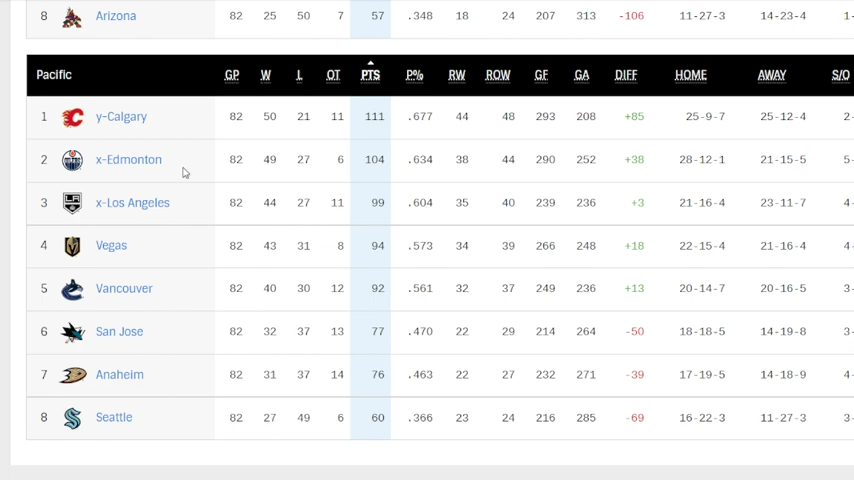 8 Arizona 82 25 50 7 57 .348 18 24 207 313 -106 11-27-3 14-23-4 1-
Pacific GP W L OT PTS P% RW ROW GF GA DIFF HOME AWAY S/O
1 y-Calgary 82 50 21 11 111 .677 44 48 293 208 +85 25-9-7 25-12-4 2-
2 x-Edmonton 82 49 27 6 104 .634 38 44 290 252 +38 28-12-1 21-15-5 5-
3 x-Los Angeles 82 44 27 11 99 .604 35 40 239 236 +3 21-16-4 23-11-7 4-
4 Vegas 82 43 31 8 94 .573 34 39 266 248 +18 22-15-4 21-16-4 4-
5 Vancouver 82 40 30 12 92 .561 32 37 249 236 +13 20-14-7 20-16-5 3-
6 San Jose 82 32 37 13 77 .470 22 29 214 264 -50 18-18-5 14-19-8 3-
7 Anaheim 82 31 37 14 76 .463 22 27 232 271 -39 17-19-5 14-18-9 4-
8 Seattle 82 27 49 6 60 .366 23 24 216 285 -69 16-22-3 11-27-3 3-